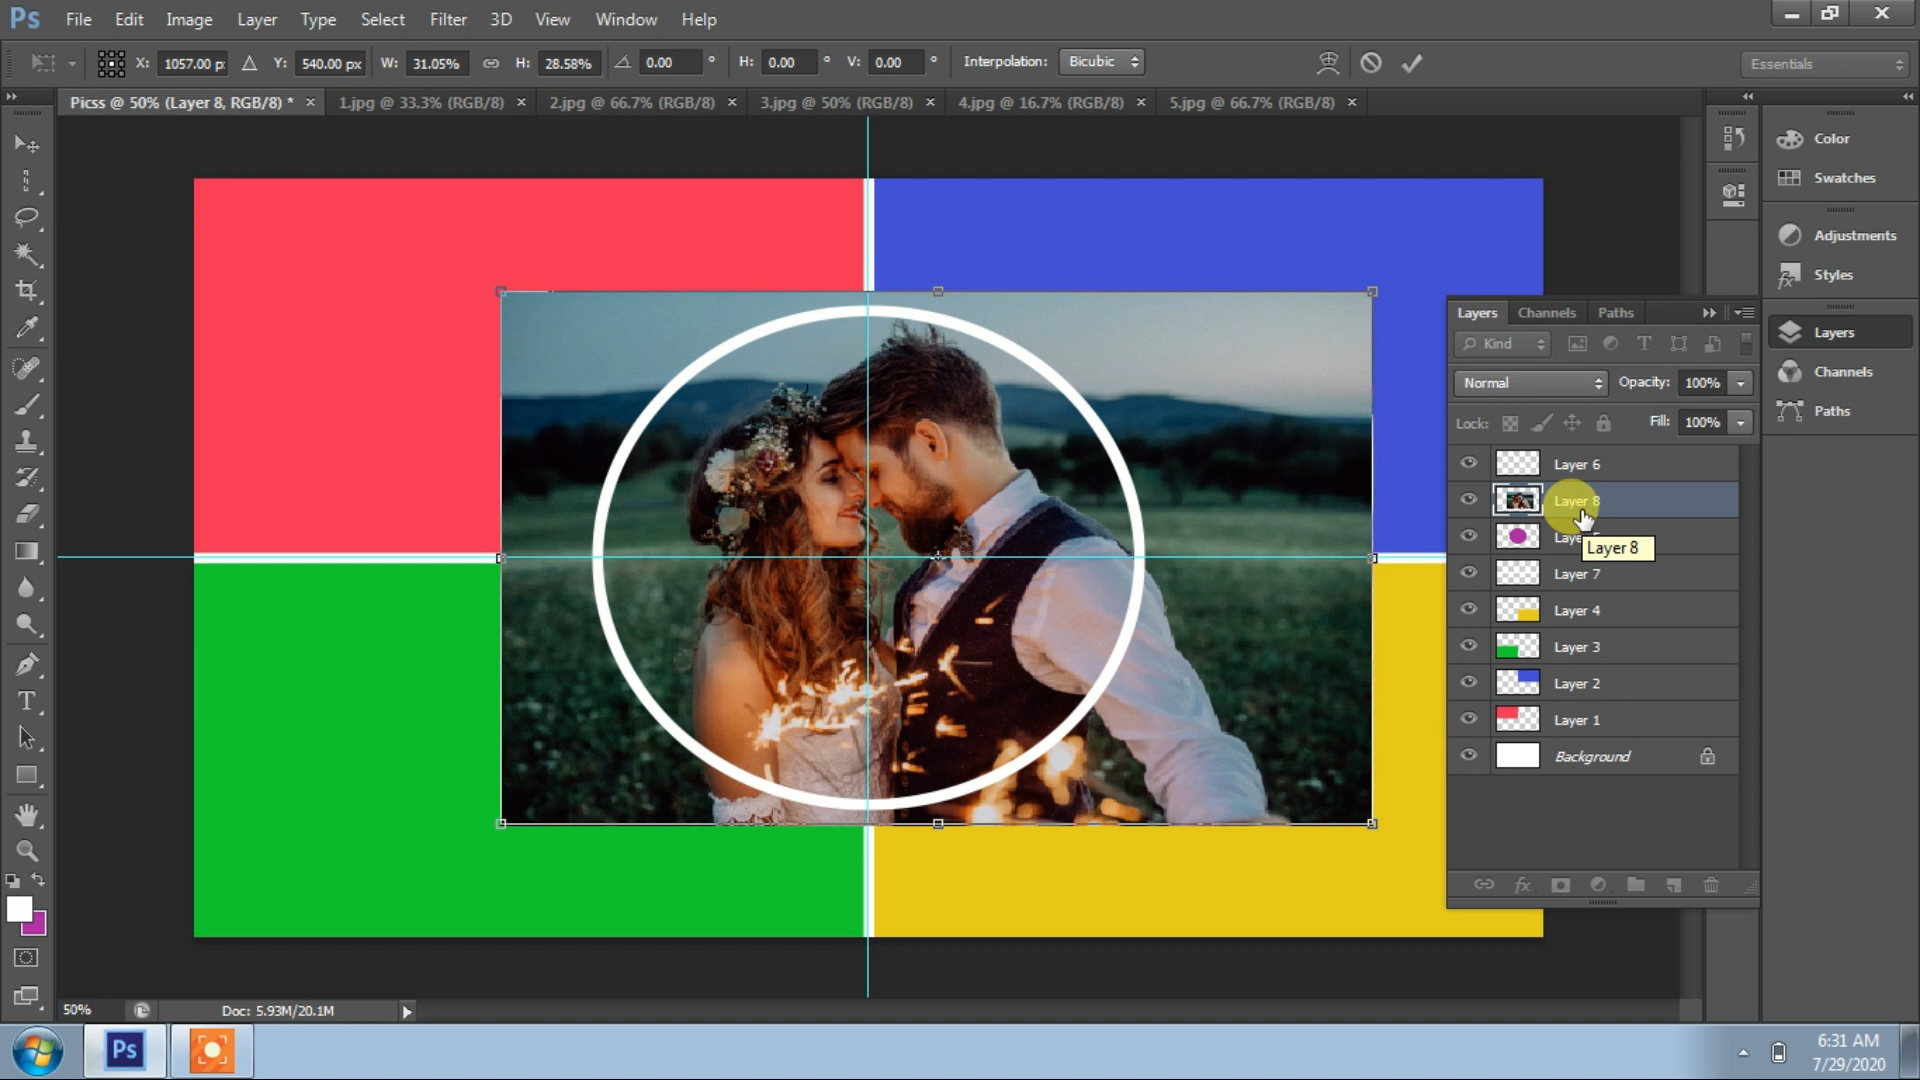 Ps File Edit Image Layer Type Select Filter 3D View Window Help
X: 1057.00 p Y: 540.00 px W: 31.05% H: 28.58% 0.00 ° H: 0.00 ° V: 0.00 ° Interpolation: Bicubic Essentials
Picss @ 50% (Layer 8, RGB/8) * × 1.jpg @ 33.3% (RGB/8) × 2.jpg @ 66.7% (RGB/8) × 3.jpg @ 50% (RGB/8) × 4.jpg @ 16.7% (RGB/8) × 5.jpg @ 66.7% (RGB/8) ×
Color
Swatches
Adjustments
Styles
Layers
Channels
Paths
Layers Channels Paths
Kind
Normal Opacity: 100%
Lock: Fill: 100%
Layer 6
Layer 8
Layer 8
Layer 7
Layer 4
Layer 3
Layer 2
Layer 1
Background
50% Doc: 5.93M/20.1M
Ps
6:31 AM
7/29/2020